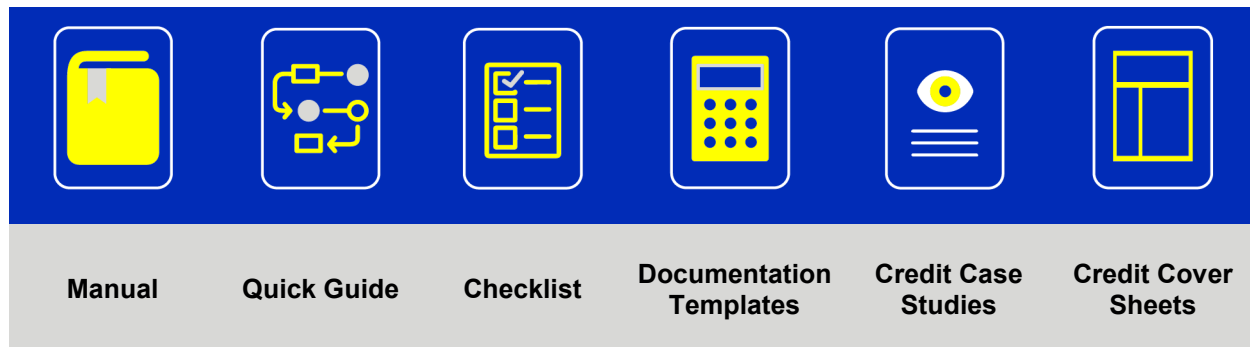 Manual
Quick Guide
Checklist
Documentation
Templates
Credit Case
Studies
Credit Cover
Sheets